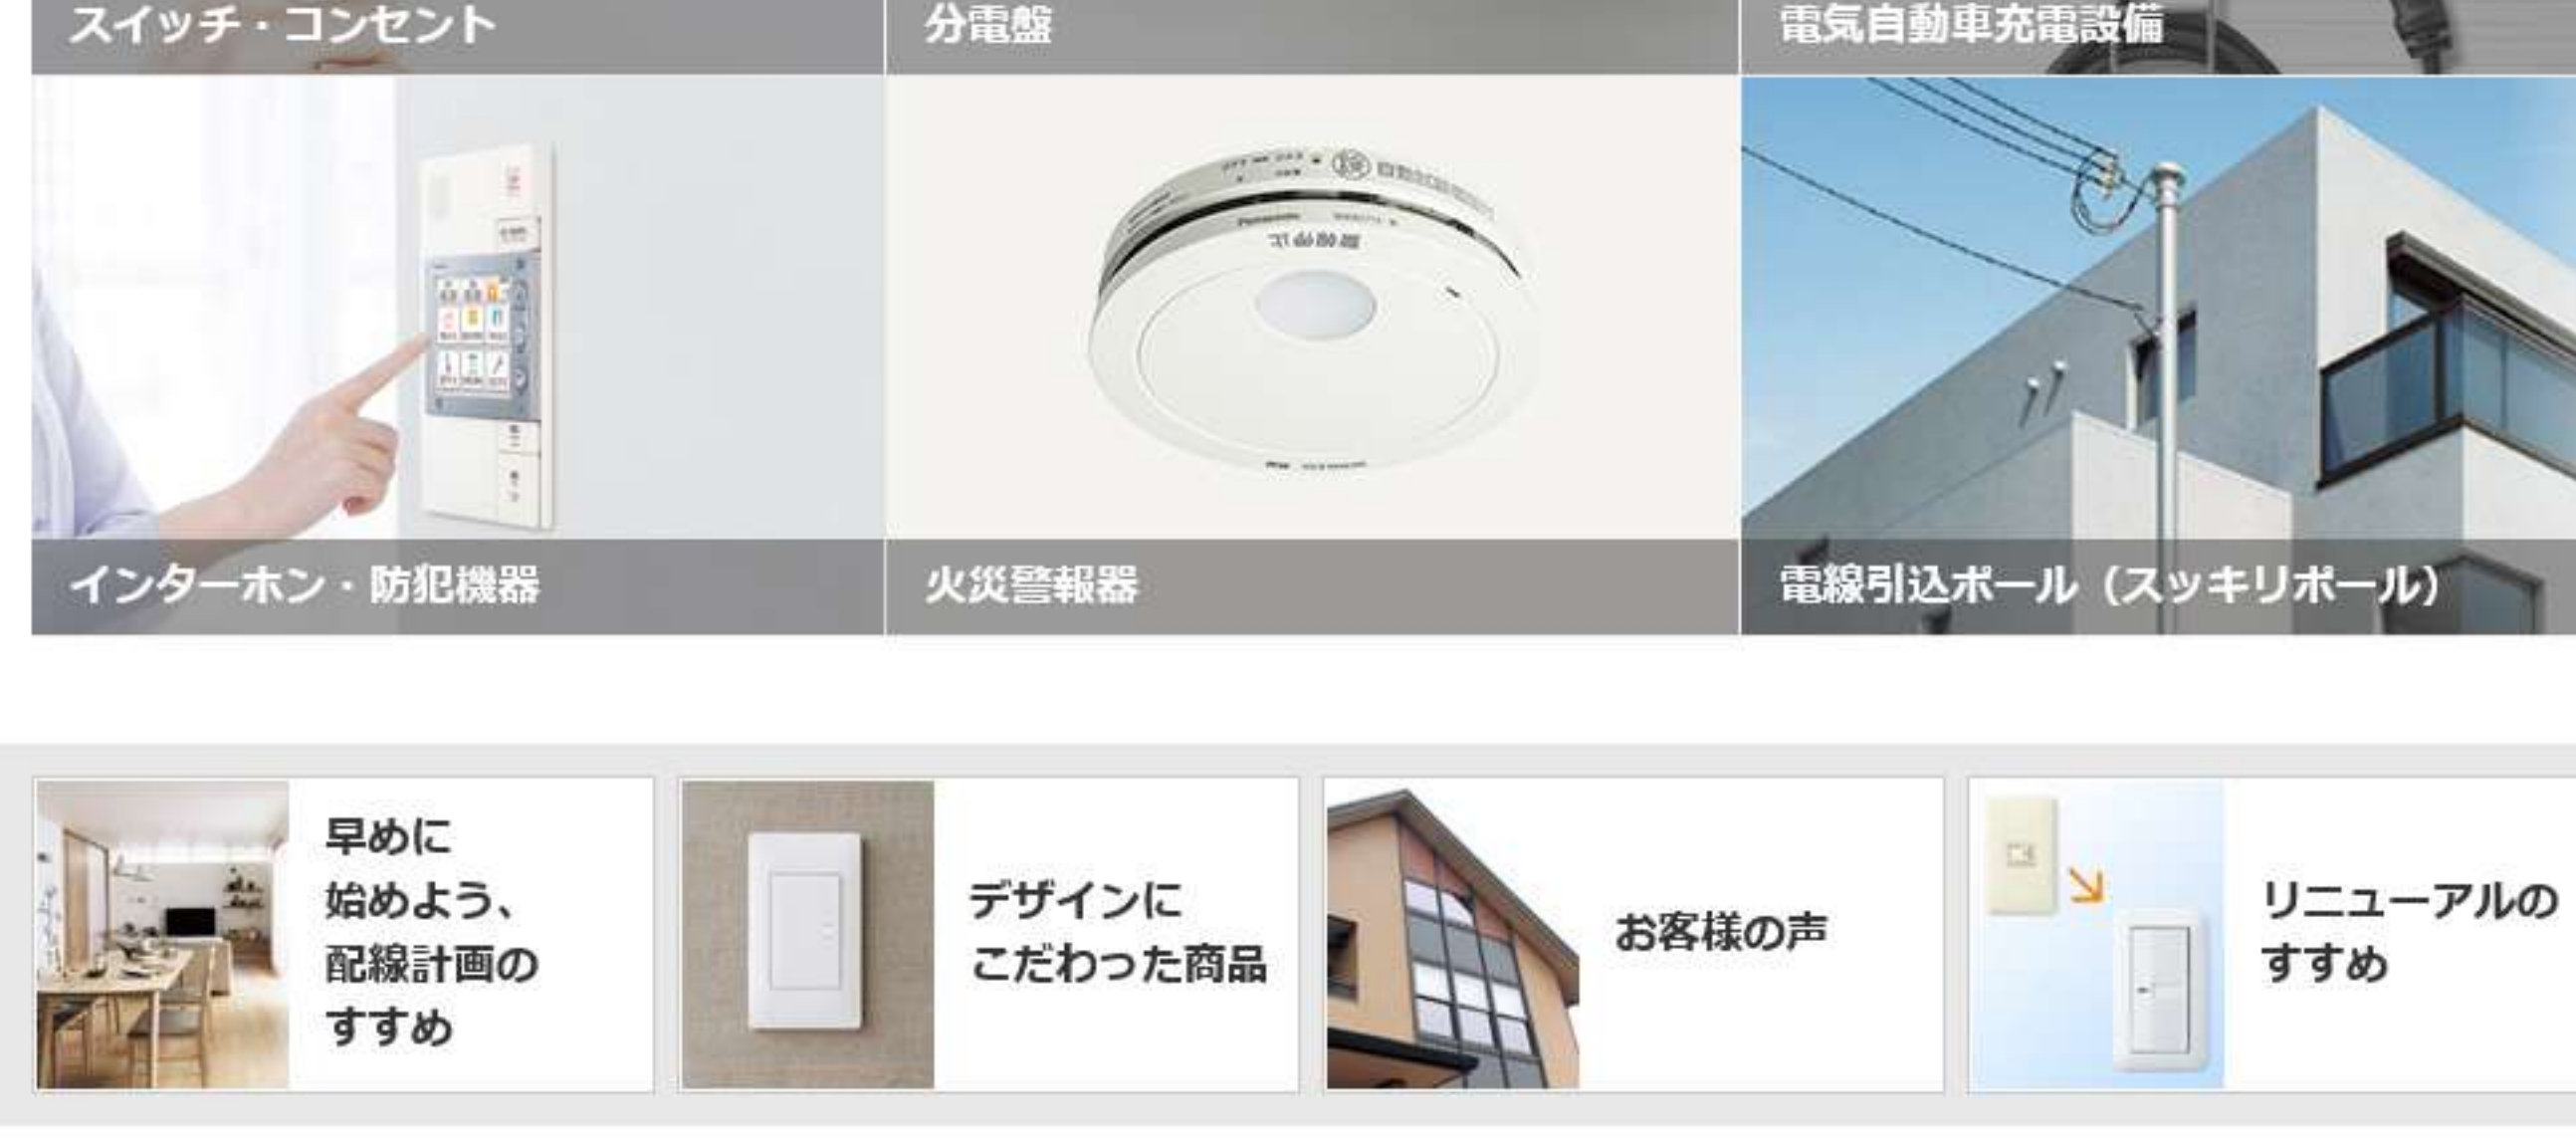 スイッチ・コンセント
分電盤
電気自動車充電設備
Panasonic
インターホン・防犯機器
火災警報器
電線引込ポール（スッキリポール）
早めに
始めよう、
配線計画の
すすめ
デザインに
こだわった商品
お客様の声
リニューアルの
すすめ